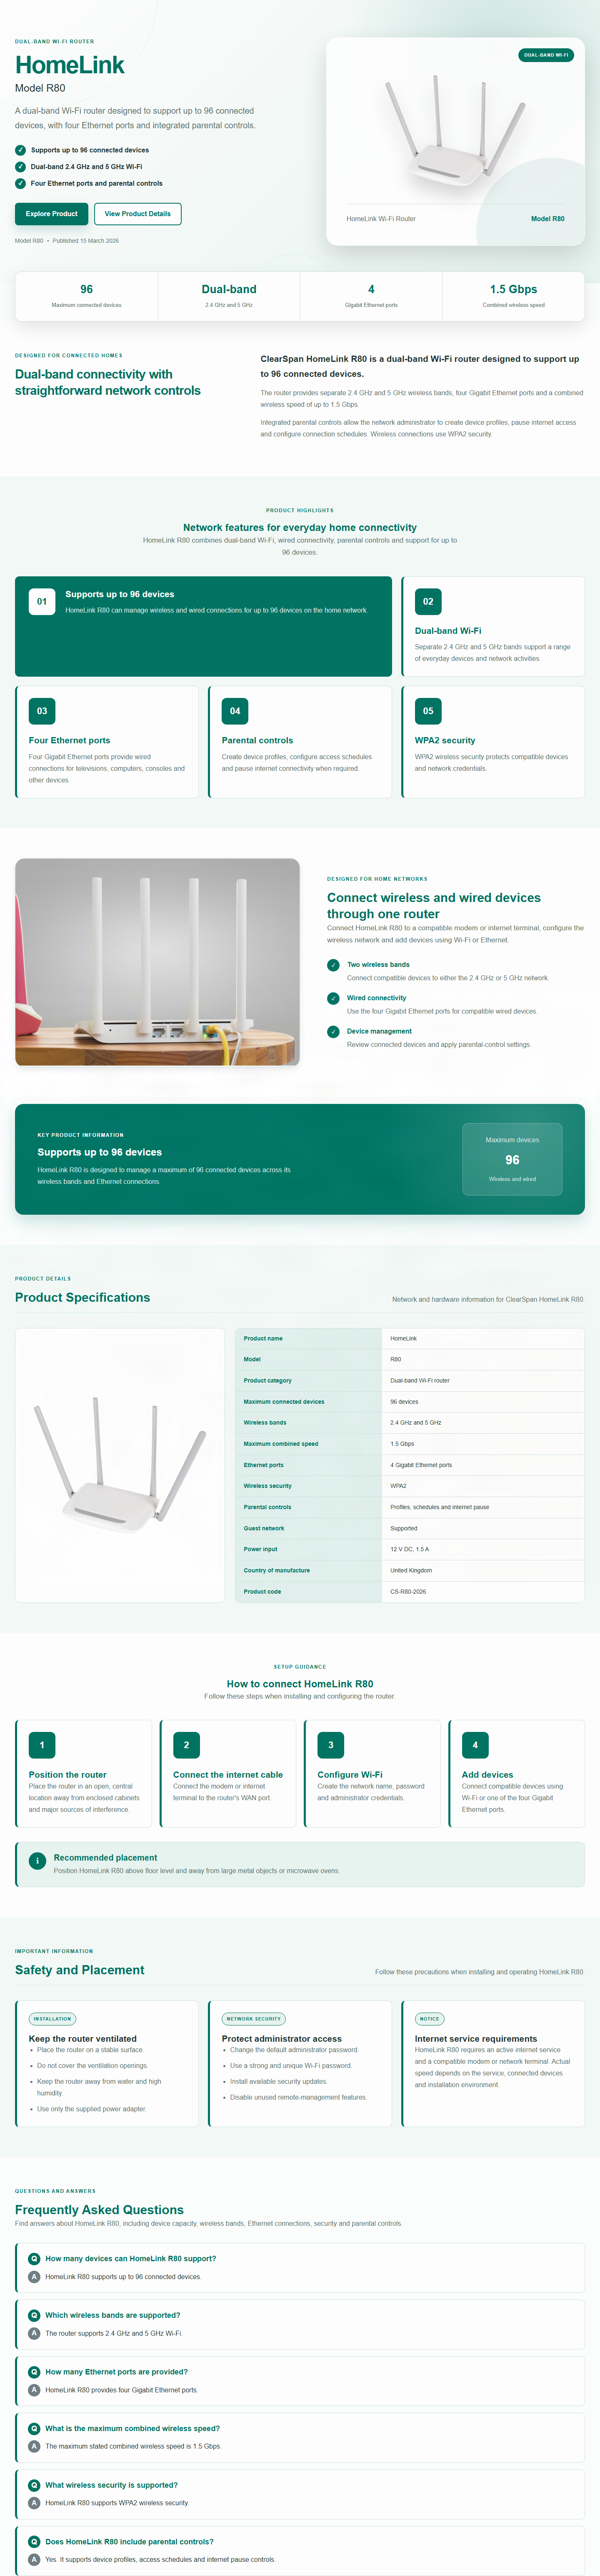 DUAL-BAND WI-FI ROUTER
HomeLink
Model R80
A dual-band Wi-Fi router designed to support up to 96 connected
devices, with four Ethernet ports and integrated parental controls.
✓ Supports up to 96 connected devices
✓ Dual-band 2.4 GHz and 5 GHz Wi-Fi
✓ Four Ethernet ports and parental controls
Explore Product
View Product Details
Model R80 • Published 15 March 2026
DUAL-BAND WI-FI
HomeLink Wi-Fi Router
Model R80
96
Maximum connected devices
Dual-band
2.4 GHz and 5 GHz
4
Gigabit Ethernet ports
1.5 Gbps
Combined wireless speed
DESIGNED FOR CONNECTED HOMES
Dual-band connectivity with
straightforward network controls
ClearSpan HomeLink R80 is a dual-band Wi-Fi router designed to support up
to 96 connected devices.
The router provides separate 2.4 GHz and 5 GHz wireless bands, four Gigabit Ethernet ports and a combined
wireless speed of up to 1.5 Gbps.
Integrated parental controls allow the network administrator to create device profiles, pause internet access
and configure connection schedules. Wireless connections use WPA2 security.
PRODUCT HIGHLIGHTS
Network features for everyday home connectivity
HomeLink R80 combines dual-band Wi-Fi, wired connectivity, parental controls and support for up to
96 devices.
01
Supports up to 96 devices
HomeLink R80 can manage wireless and wired connections for up to 96 devices on the home network.
02
Dual-band Wi-Fi
Separate 2.4 GHz and 5 GHz bands support a range
of everyday devices and network activities.
03
Four Ethernet ports
Four Gigabit Ethernet ports provide wired
connections for televisions, computers, consoles and
other devices.
04
Parental controls
Create device profiles, configure access schedules
and pause internet connectivity when required.
05
WPA2 security
WPA2 wireless security protects compatible devices
and network credentials.
DESIGNED FOR HOME NETWORKS
Connect wireless and wired devices
through one router
Connect HomeLink R80 to a compatible modem or internet terminal, configure the
wireless network and add devices using Wi-Fi or Ethernet.
✓ Two wireless bands
Connect compatible devices to either the 2.4 GHz or 5 GHz network.
✓ Wired connectivity
Use the four Gigabit Ethernet ports for compatible wired devices.
✓ Device management
Review connected devices and apply parental-control settings.
KEY PRODUCT INFORMATION
Supports up to 96 devices
HomeLink R80 is designed to manage a maximum of 96 connected devices across its
wireless bands and Ethernet connections.
Maximum devices
96
Wireless and wired
PRODUCT DETAILS
Product Specifications
Network and hardware information for ClearSpan HomeLink R80.
Product name HomeLink
Model R80
Product category Dual-band Wi-Fi router
Maximum connected devices 96 devices
Wireless bands 2.4 GHz and 5 GHz
Maximum combined speed 1.5 Gbps
Ethernet ports 4 Gigabit Ethernet ports
Wireless security WPA2
Parental controls Profiles, schedules and internet pause
Guest network Supported
Power input 12 V DC, 1.5 A
Country of manufacture United Kingdom
Product code CS-R80-2026
SETUP GUIDANCE
How to connect HomeLink R80
Follow these steps when installing and configuring the router.
1
Position the router
Place the router in an open, central
location away from enclosed cabinets
and major sources of interference.
2
Connect the internet cable
Connect the modem or internet
terminal to the router's WAN port.
3
Configure Wi-Fi
Create the network name, password
and administrator credentials.
4
Add devices
Connect compatible devices using
Wi-Fi or one of the four Gigabit
Ethernet ports.
i
Recommended placement
Position HomeLink R80 above floor level and away from large metal objects or microwave ovens.
IMPORTANT INFORMATION
Safety and Placement
Follow these precautions when installing and operating HomeLink R80.
INSTALLATION
Keep the router ventilated
• Place the router on a stable surface.
• Do not cover the ventilation openings.
• Keep the router away from water and high
humidity.
• Use only the supplied power adapter.
NETWORK SECURITY
Protect administrator access
• Change the default administrator password.
• Use a strong and unique Wi-Fi password.
• Install available security updates.
• Disable unused remote-management features.
NOTICE
Internet service requirements
HomeLink R80 requires an active internet service
and a compatible modem or network terminal. Actual
speed depends on the service, connected devices
and installation environment.
QUESTIONS AND ANSWERS
Frequently Asked Questions
Find answers about HomeLink R80, including device capacity, wireless bands, Ethernet connections, security and parental controls.
Q How many devices can HomeLink R80 support?
A HomeLink R80 supports up to 96 connected devices.
Q Which wireless bands are supported?
A The router supports 2.4 GHz and 5 GHz Wi-Fi.
Q How many Ethernet ports are provided?
A HomeLink R80 provides four Gigabit Ethernet ports.
Q What is the maximum combined wireless speed?
A The maximum stated combined wireless speed is 1.5 Gbps.
Q What wireless security is supported?
A HomeLink R80 supports WPA2 wireless security.
Q Does HomeLink R80 include parental controls?
A Yes. It supports device profiles, access schedules and internet pause controls.